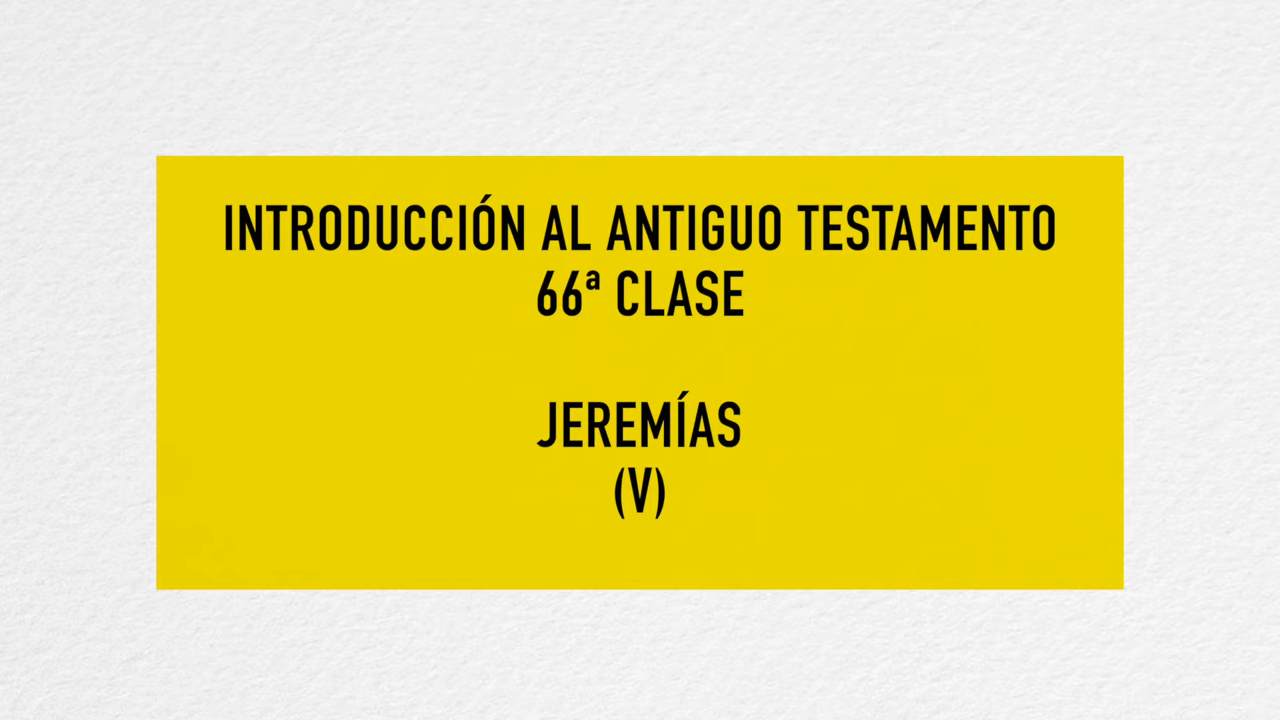 INTRODUCCIÓN AL ANTIGUO TESTAMENTO
66ª CLASE
JEREMÍAS
(V)